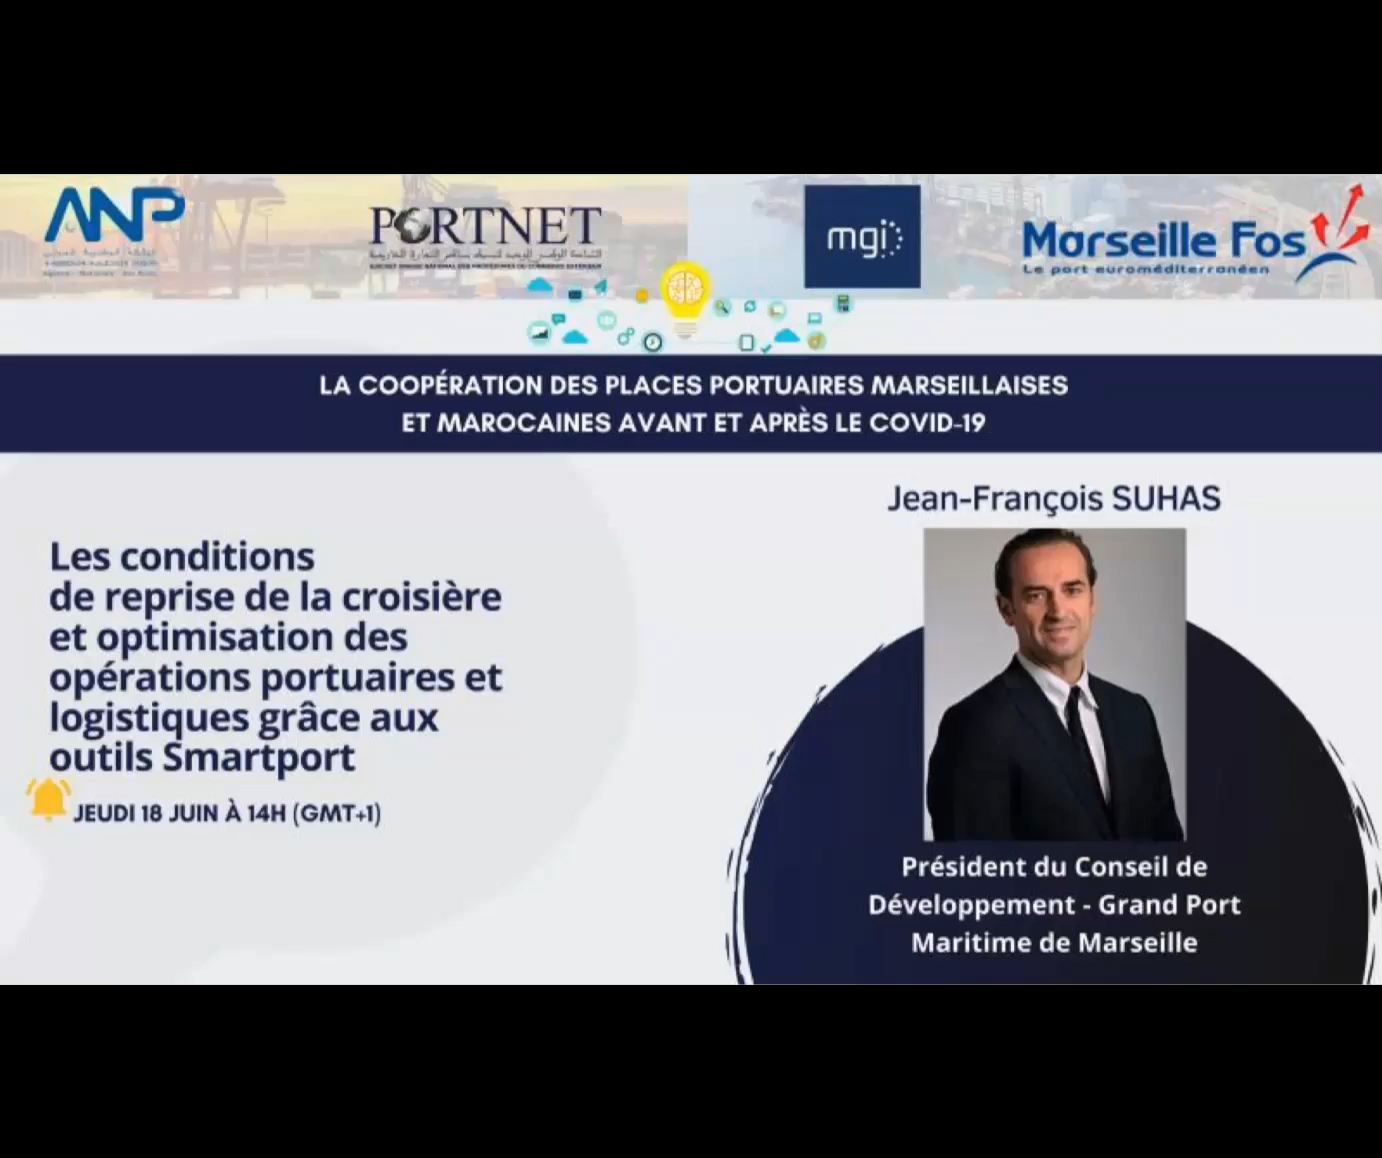 ANP
PORTNET
mgi
Marseille Fos
Le port euroméditerranéen
LA COOPÉRATION DES PLACES PORTUAIRES MARSEILLAISES
ET MAROCAINES AVANT ET APRÈS LE COVID-19
Les conditions
de reprise de la croisière
et optimisation des
opérations portuaires et
logistiques grâce aux
outils Smartport
JEUDI 18 JUIN À 14H (GMT+1)
Jean-François SUHAS
Président du Conseil de
Développement - Grand Port
Maritime de Marseille